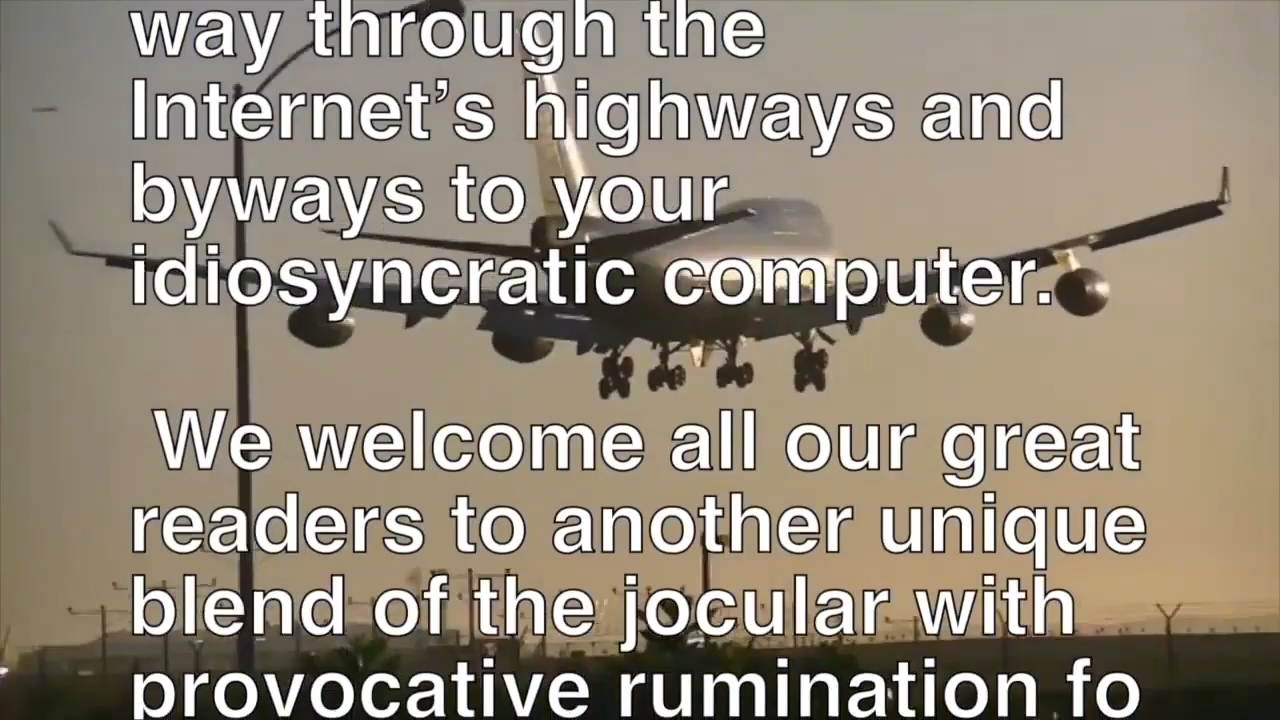 way through the
Internet’s highways and
byways to your
idiosyncratic computer.
We welcome all our great
readers to another unique
blend of the jocular with
provocative rumination fo